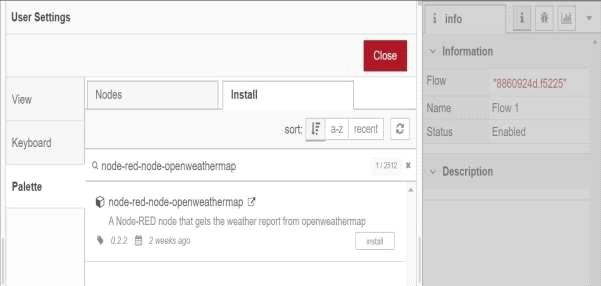 User Settings
Close
View
Keyboard
Palette
Nodes
Install
sort:
a-z
recent
node-red-node-openweathermap
1 / 2312
node-red-node-openweathermap
A Node-RED node that gets the weather report from openweathermap
0.2.2
2 weeks ago
install
info
Information
Flow
"8860924d.f5225"
Name
Flow 1
Status
Enabled
Description